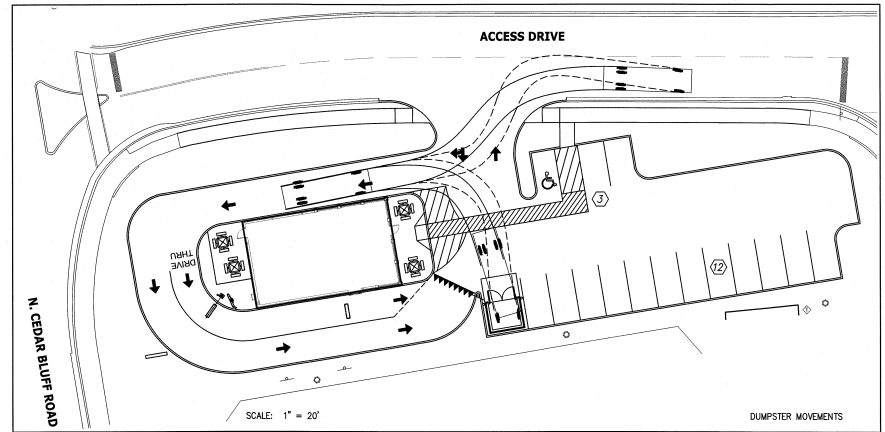 ACCESS DRIVE
3
12
DRIVE
THRU
N. CEDAR BLUFF ROAD
SCALE: 1" = 20'
DUMPSTER MOVEMENTS